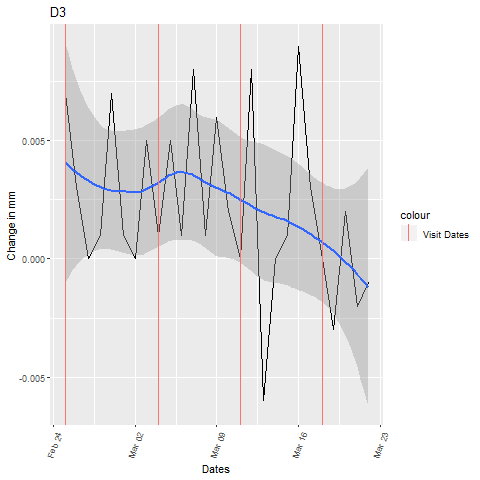 D3
Change in mm
0.005
0.000
-0.005
Feb 24
Mar 02
Mar 09
Mar 16
Mar 23
Dates
colour
Visit Dates